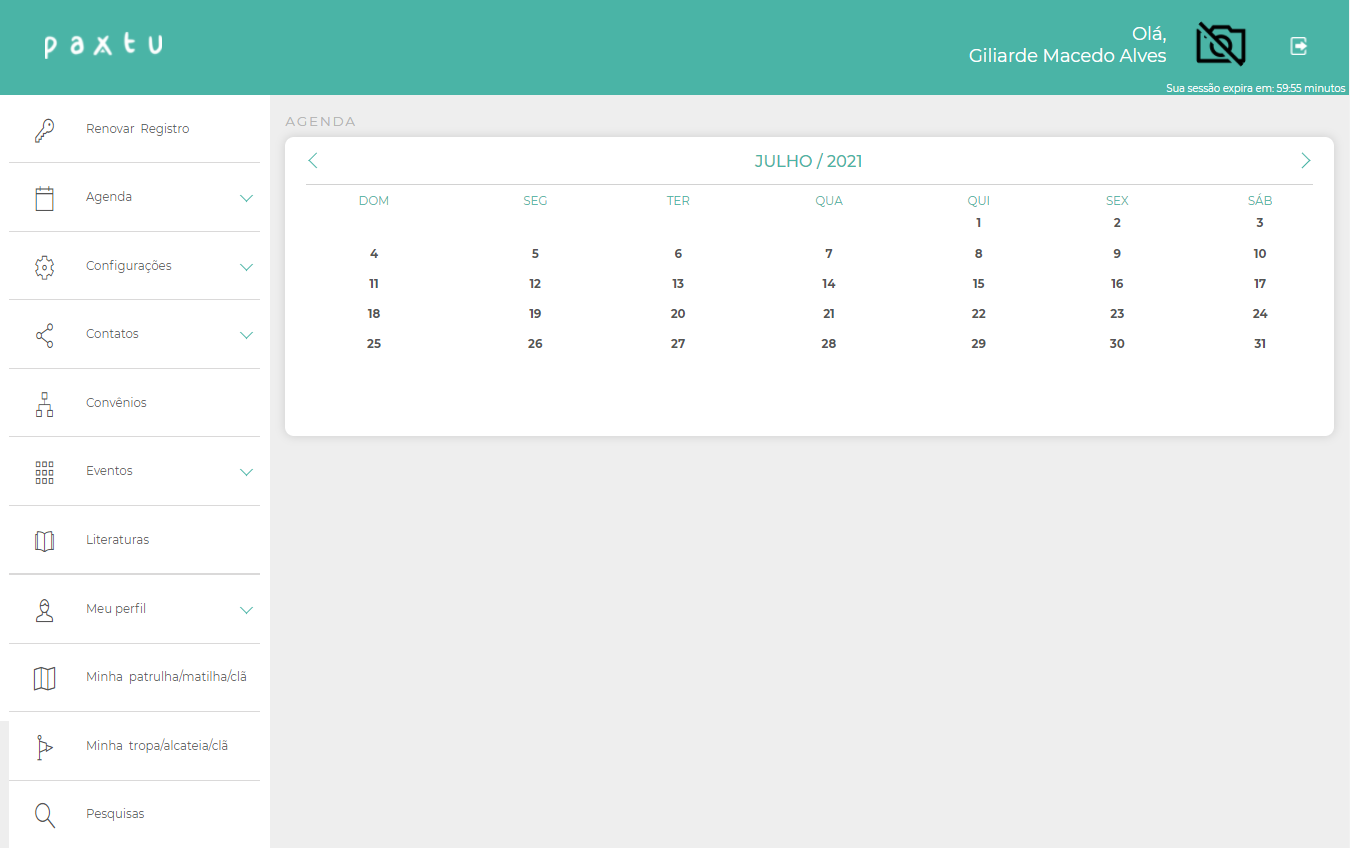 paxtu
Olá,
Giliarde Macedo Alves
Sua sessão expira em: 59:55 minutos
Renovar Registro
Agenda
Configurações
Contatos
Convênios
Eventos
Literaturas
Meu perfil
Minha patrulha/matilha/clã
Minha tropa/alcateia/clã
Pesquisas
AGENDA
JULHO / 2021
DOM SEG TER QUA QUI SEX SÁB
1 2 3
4 5 6 7 8 9 10
11 12 13 14 15 16 17
18 19 20 21 22 23 24
25 26 27 28 29 30 31